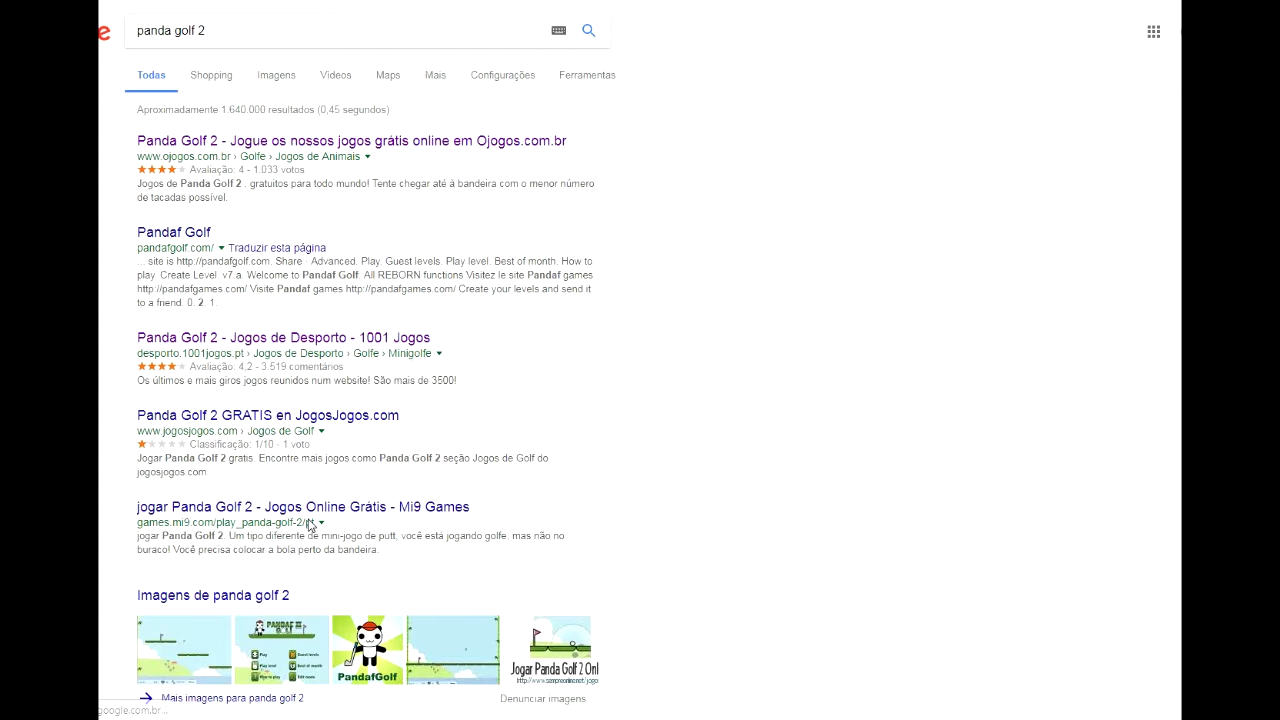 e panda golf 2
Todas Shopping Imagens Vídeos Maps Mais Configurações Ferramentas
Aproximadamente 1.640.000 resultados (0,45 segundos)
Panda Golf 2 - Jogue os nossos jogos grátis online em Ojogos.com.br
www.ojogos.com.br › Golfe › Jogos de Animais
Avaliação: 4 - 1.033 votos
Jogos de Panda Golf 2 . gratuitos para todo mundo! Tente chegar até à bandeira com o menor número
de tacadas possível.
Pandaf Golf
pandafgolf.com/ Traduzir esta página
... site is http://pandafgolf.com. Share · Advanced. Play. Guest levels. Play level. Best of month. How to
play. Create Level. v7.a. Welcome to Pandaf Golf. All REBORN functions Visitez le site Pandaf games
http://pandafgames.com/ Visite Pandaf games http://pandafgames.com/ Create your levels and send it
to a friend. 0. 2. 1.
Panda Golf 2 - Jogos de Desporto - 1001 Jogos
desporto.1001jogos.pt › Jogos de Desporto › Golfe › Minigolfe
Avaliação: 4,2 - 3.519 comentários
Os últimos e mais giros jogos reunidos num website! São mais de 3500!
Panda Golf 2 GRATIS en JogosJogos.com
www.jogosjogos.com › Jogos de Golf
Classificação: 1/10 - 1 voto
Jogar Panda Golf 2 gratis. Encontre mais jogos como Panda Golf 2 seção Jogos de Golf do
jogosjogos.com
jogar Panda Golf 2 - Jogos Online Grátis - Mi9 Games
games.mi9.com/play_panda-golf-2/
jogar Panda Golf 2. Um tipo diferente de mini-jogo de putt, você está jogando golfe. mas não no
buraco! Você precisa colocar a bola perto da bandeira.
Imagens de panda golf 2
PandafGolf
Jogar Panda Golf 2 Onl
Mais imagens para panda golf 2 Denunciar imagens
google.com.br...